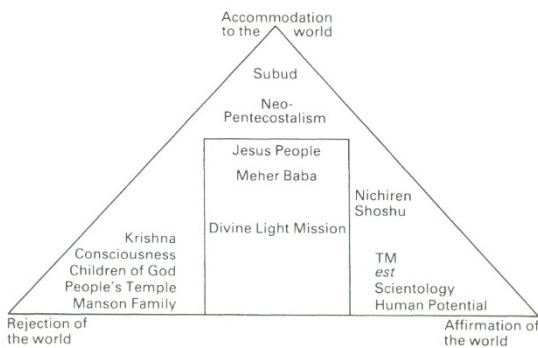 Accommodation
to the world
Subud
Neo-
Pentecostalism
Jesus People
Meher Baba
Nichiren
Shoshu
Divine Light Mission
Krishna
Consciousness
Children of God
People's Temple
Manson Family
TM
est
Scientology
Human Potential
Rejection of
the world
Affirmation of
the world